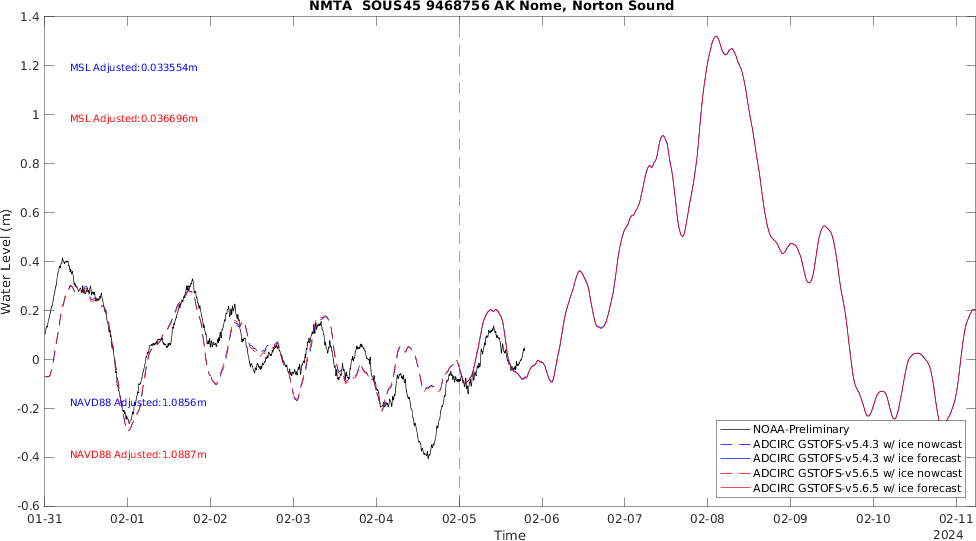 NMTA SOUS45 9468756 AK Nome, Norton Sound
1.4
1.2
1
0.8
0.6
0.4
0.2
0
-0.2
-0.4
-0.6
Water Level (m)
MSL Adjusted:0.033554m
MSL Adjusted:0.036696m
NAVD88 Adjusted:1.0856m
NAVD88 Adjusted:1.0887m
NOAA-Preliminary
ADCIRC GSTOFS-v5.4.3 w/ ice nowcast
ADCIRC GSTOFS-v5.4.3 w/ ice forecast
ADCIRC GSTOFS-v5.6.5 w/ ice nowcast
ADCIRC GSTOFS-v5.6.5 w/ ice forecast
01-31 02-01 02-02 02-03 02-04 02-05 02-06 02-07 02-08 02-09 02-10 02-11
Time
2024